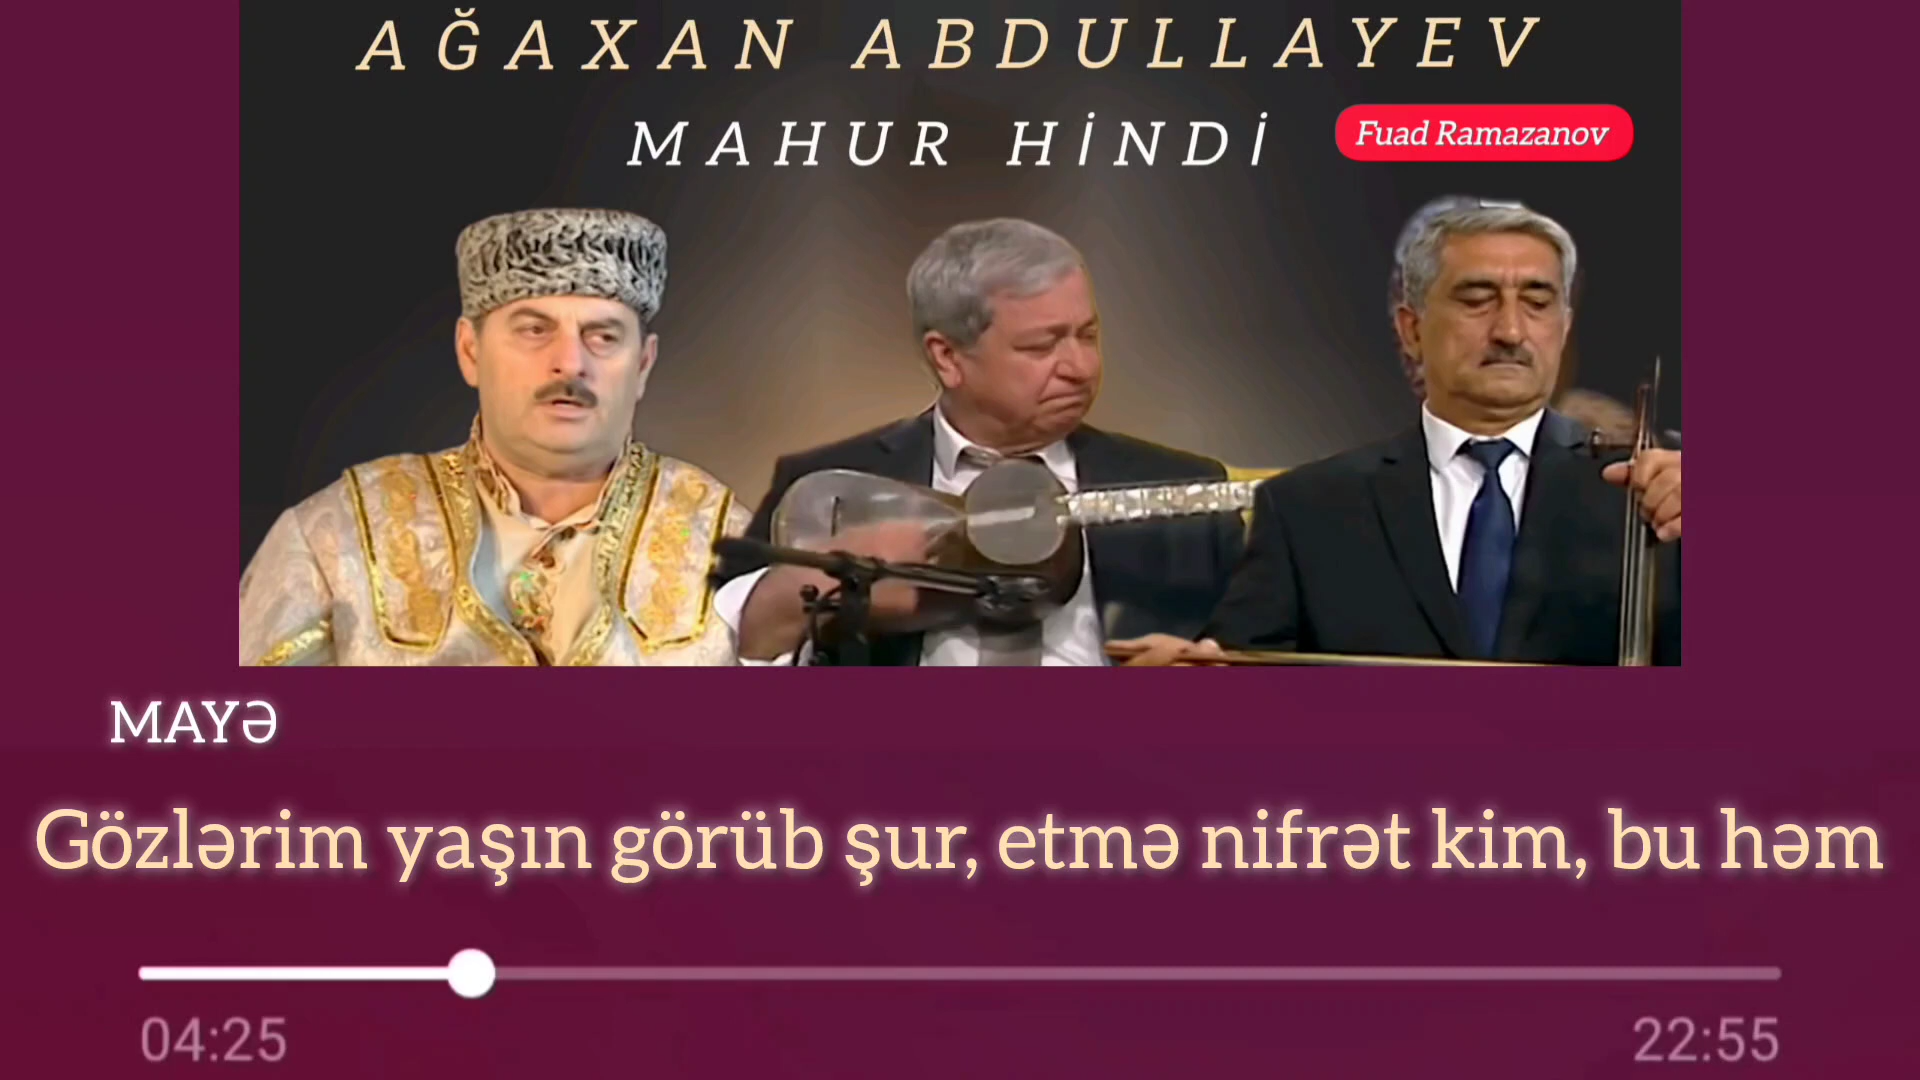 AĞAXAN ABDULLAYEV
MAHUR HİNDİ
Fuad Ramazanov
MAYƏ
Gözlərim yaşın görüb şur, etmə nifrət kim, bu həm
04:25
22:55